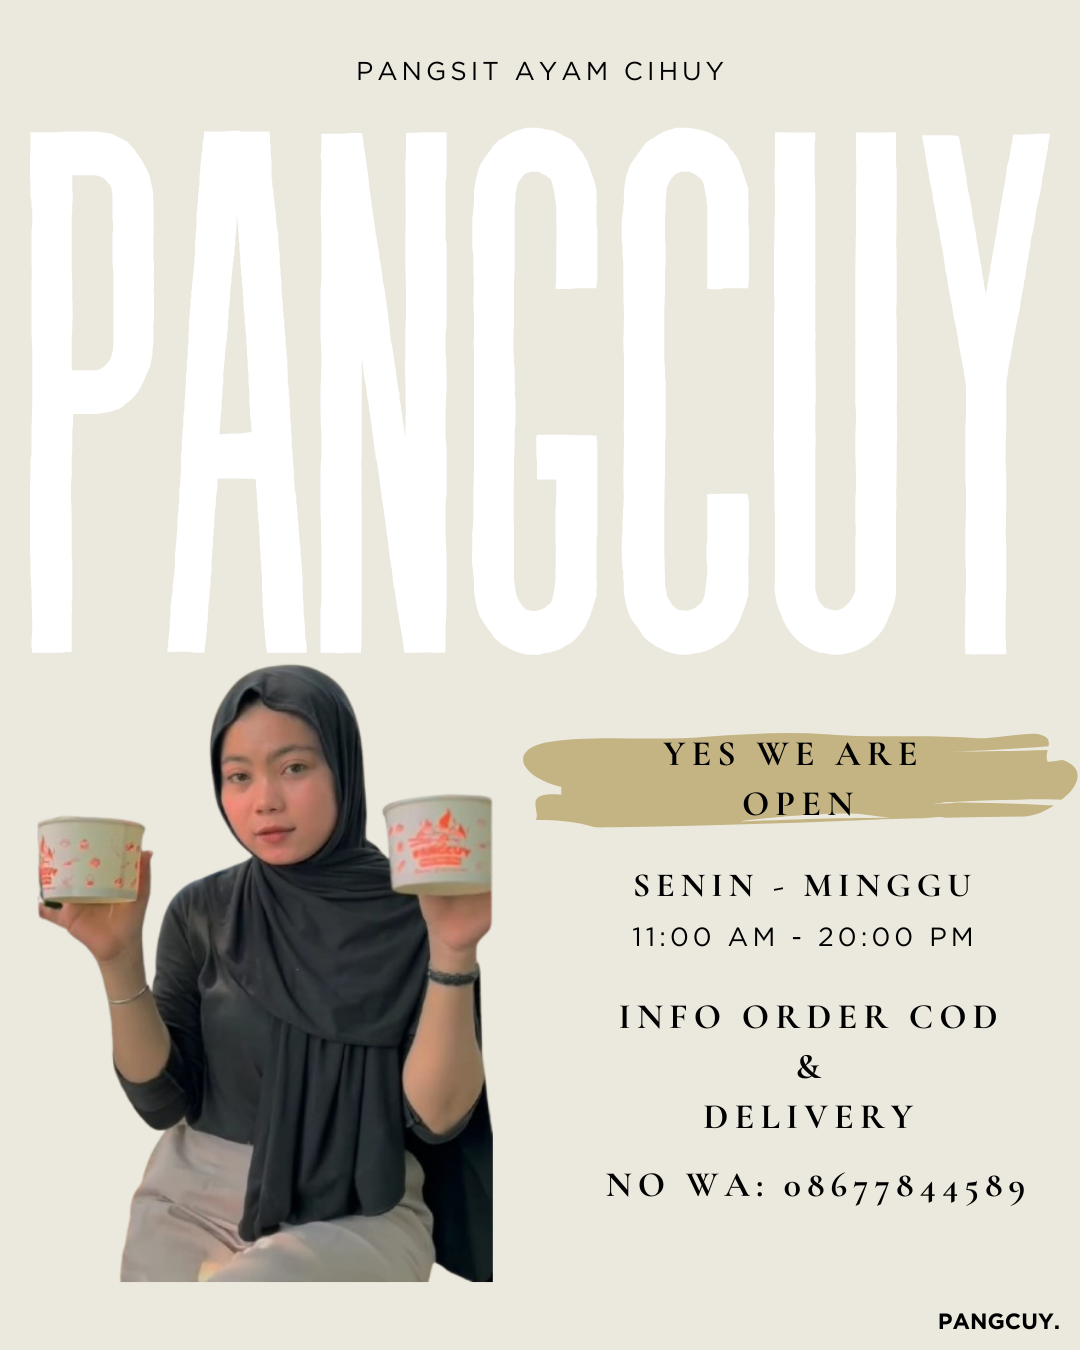 PANGSIT AYAM CIHUY
PANGCUY
YES WE ARE
OPEN
SENIN - MINGGU
11:00 AM - 20:00 PM
INFO ORDER COD
&
DELIVERY
NO WA: 08677844589
PANGCUY
PANGCUY.